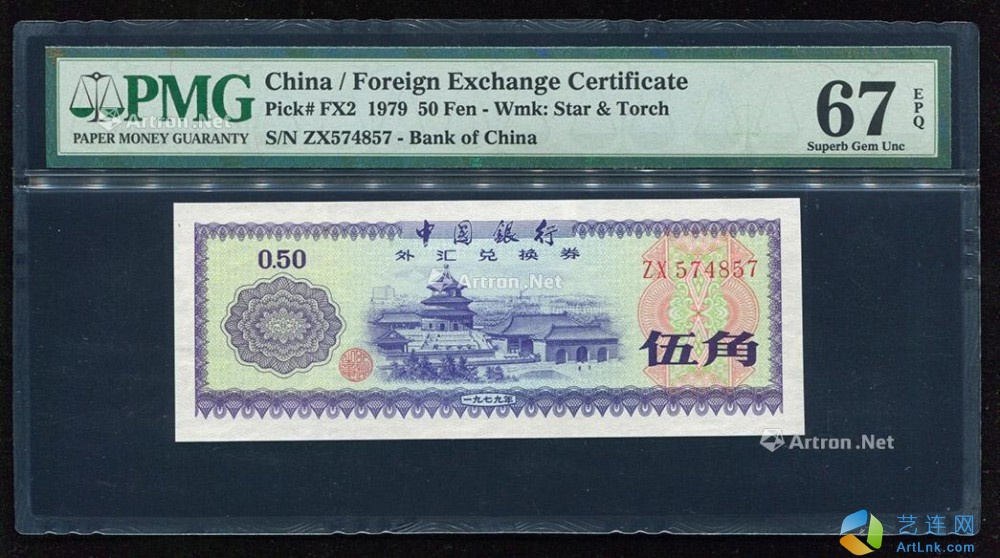 PMG
PAPER MONEY GUARANTY
China / Foreign Exchange Certificate
Pick# FX2 1979 50 Fen - Wmk: Star & Torch
S/N ZX574857 - Bank of China
67
EPQ
Superb Gem Unc
Artron.Net
Artron.Net
中国银行
外汇兑换券
0.50
ZX 574857
Artron.Net
伍角
一九七九年
Artron.Net
艺连网
ArtLnk.com